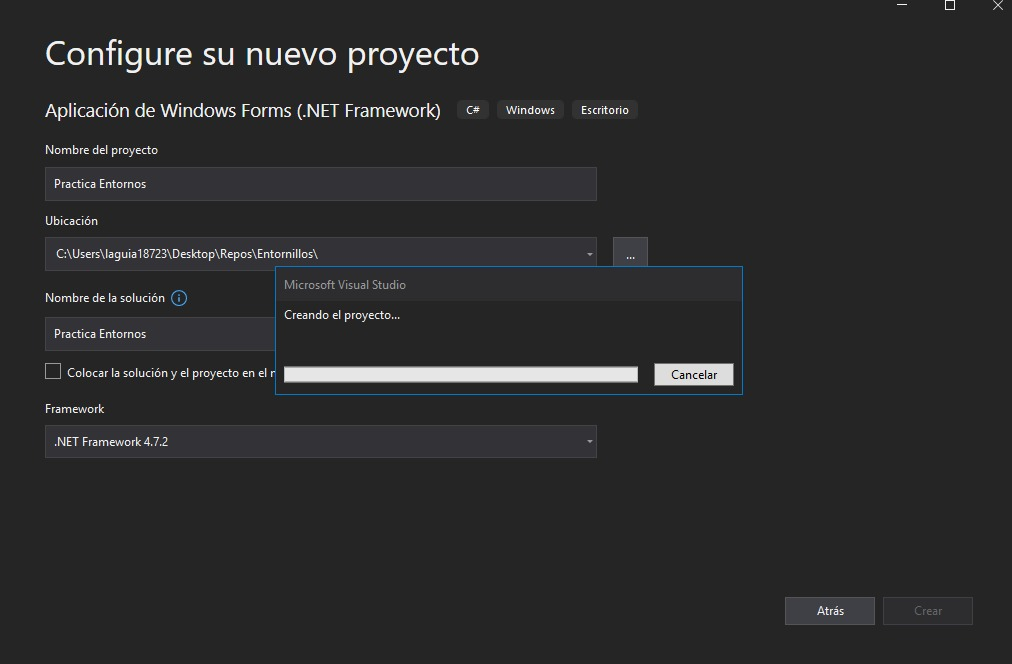 Configure su nuevo proyecto
Aplicación de Windows Forms (.NET Framework) C# Windows Escritorio
Nombre del proyecto
Practica Entornos
Ubicación
C:\Users\laguia18723\Desktop\Repos\Entornillos\ ...
Nombre de la solución
Practica Entornos
Colocar la solución y el proyecto en el
Microsoft Visual Studio
Creando el proyecto...
Cancelar
Framework
.NET Framework 4.7.2
Atrás Crear